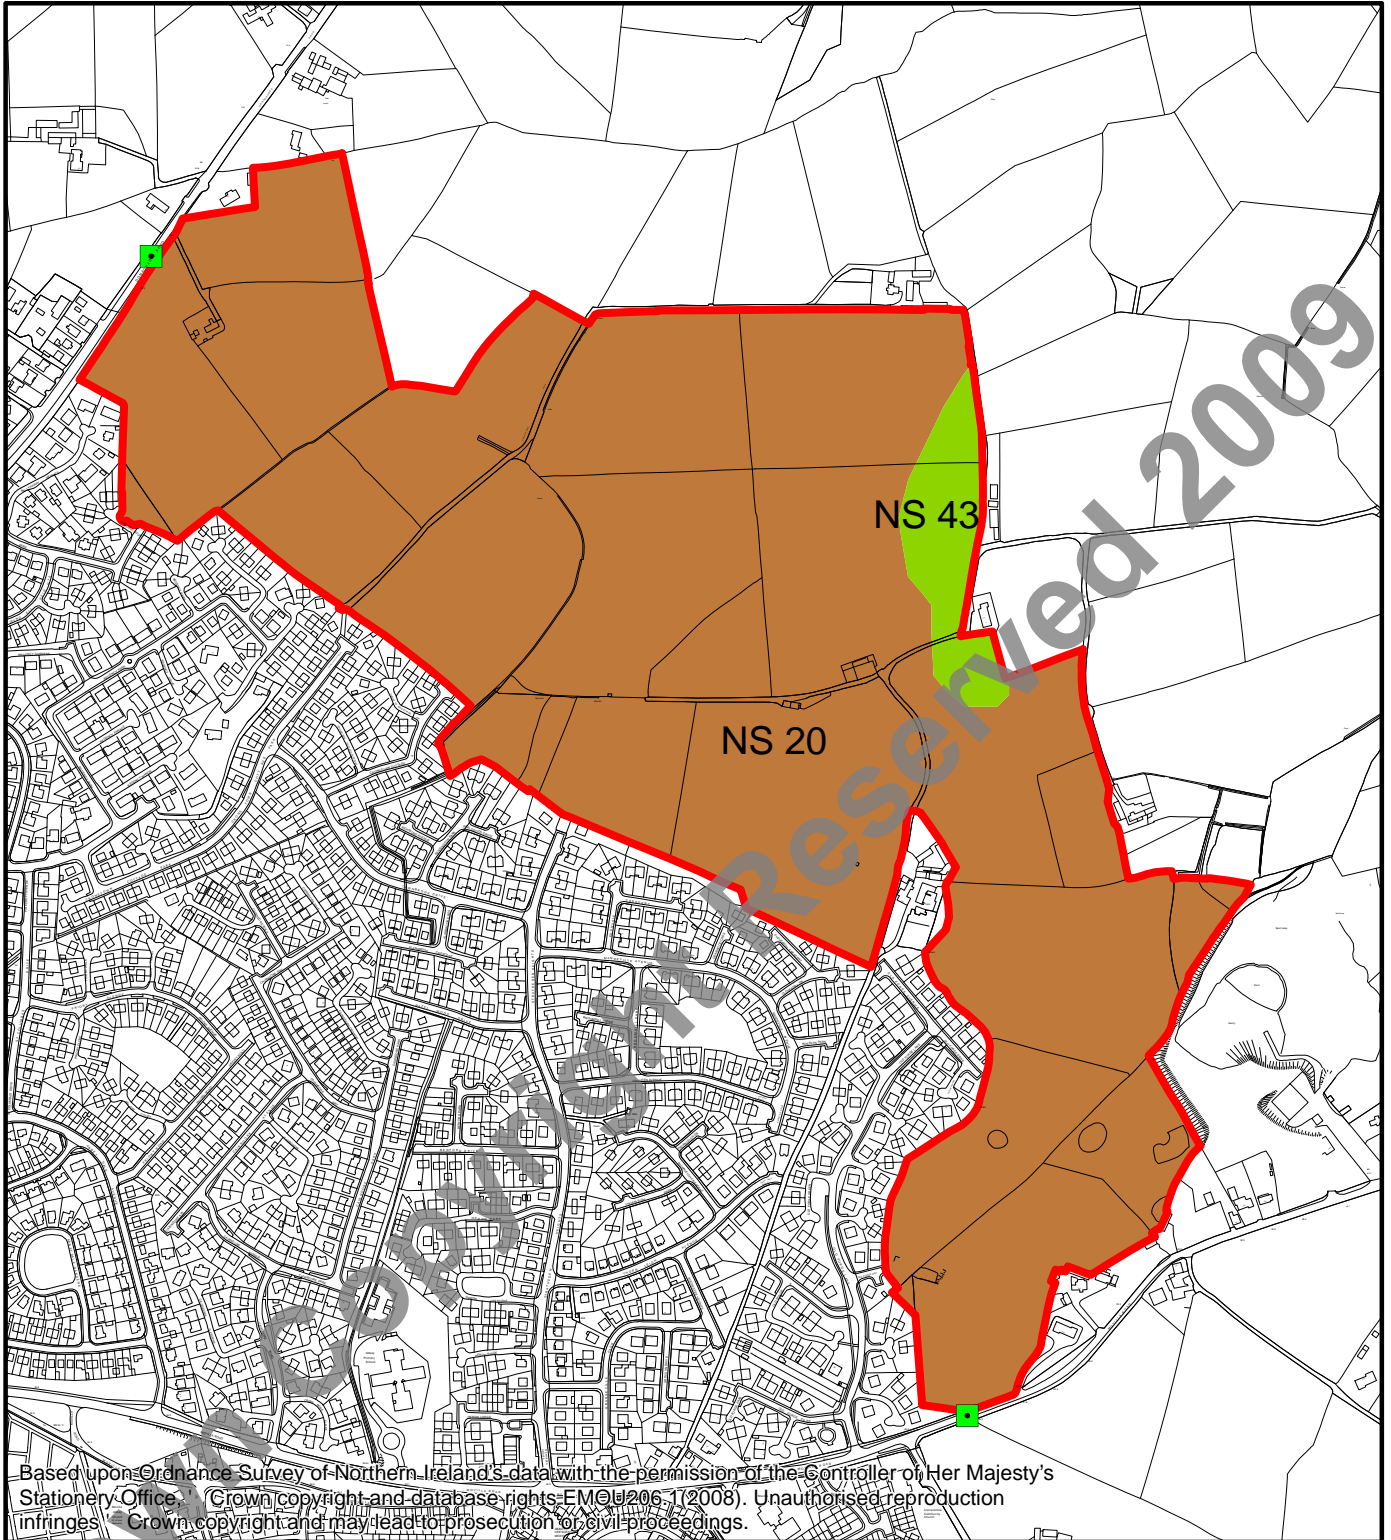 NS 43
NS 20
wn Copyright Reserved 2009
Based upon Ordnance Survey of Northern Ireland's data with the permission of the Controller of Her Majesty's
Stationery Office, ' Crown copyright and database rights EMOU206.1(2008). Unauthorised reproduction
infringes ' Crown copyright and may lead to prosecution or civil proceedings.